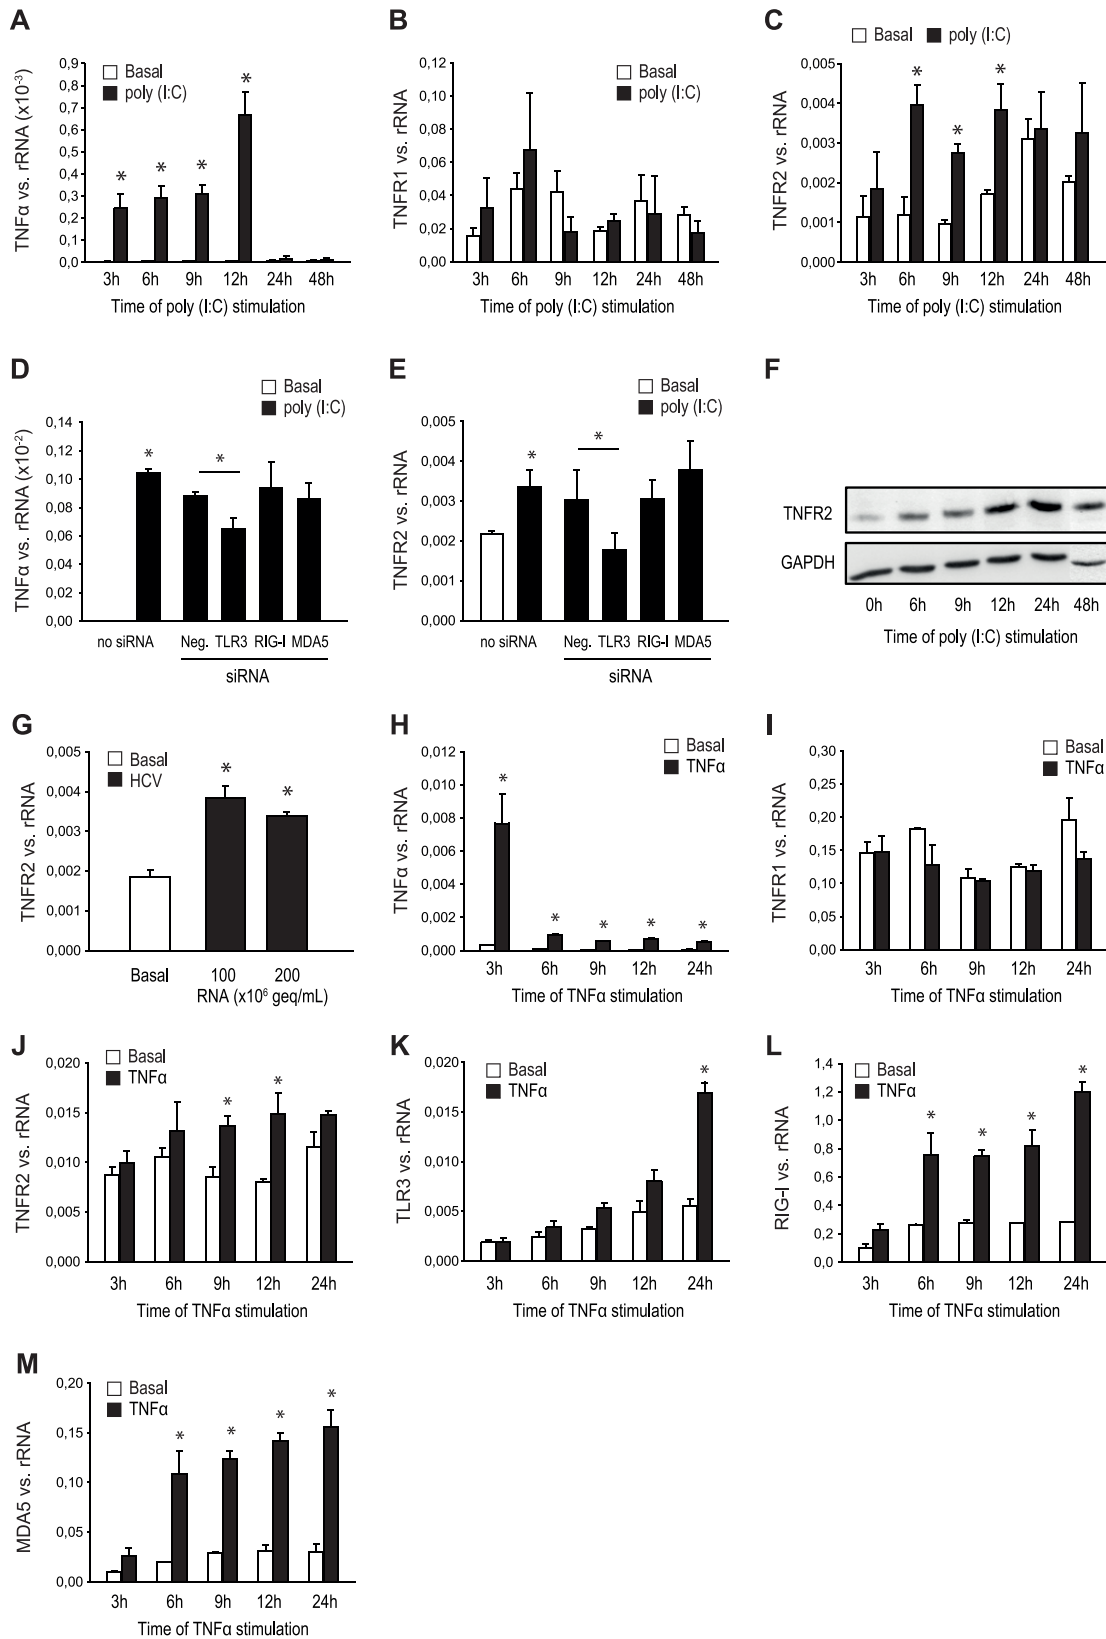 A
TNFα vs. rRNA (x10⁻³)
0,9
0,8
0,7
0,6
0,5
0,4
0,3
0,2
0,1
0,0
Basal
poly (I:C)
* * * *
3h 6h 9h 12h 24h 48h
Time of poly (I:C) stimulation
B
TNFR1 vs. rRNA
0,12
0,10
0,08
0,06
0,04
0,02
0,00
Basal
poly (I:C)
3h 6h 9h 12h 24h 48h
Time of poly (I:C) stimulation
C
Basal poly (I:C)
TNFR2 vs. rRNA
0,005
0,004
0,003
0,002
0,001
0,000
* * *
3h 6h 9h 12h 24h 48h
Time of poly (I:C) stimulation
D
TNFα vs. rRNA (x10⁻²)
0,14
0,12
0,10
0,08
0,06
0,04
0,02
0,00
Basal
poly (I:C)
* *
no siRNA Neg. TLR3 RIG-I MDA5
siRNA
E
TNFR2 vs. rRNA
0,005
0,004
0,003
0,002
0,001
0,000
Basal
poly (I:C)
* *
no siRNA Neg. TLR3 RIG-I MDA5
siRNA
F
TNFR2
GAPDH
0h 6h 9h 12h 24h 48h
Time of poly (I:C) stimulation
G
TNFR2 vs. rRNA
0,005
0,004
0,003
0,002
0,001
0,000
Basal
HCV
* *
Basal 100 200
RNA (x10⁶ geq/mL)
H
TNFα vs. rRNA
0,012
0,010
0,008
0,006
0,004
0,002
0,000
Basal
TNFα
* * * * *
3h 6h 9h 12h 24h
Time of TNFα stimulation
I
TNFR1 vs. rRNA
0,30
0,25
0,20
0,15
0,10
0,05
0,00
Basal
TNFα
3h 6h 9h 12h 24h
Time of TNFα stimulation
J
TNFR2 vs. rRNA
0,020
0,015
0,010
0,005
0,000
Basal
TNFα
* *
3h 6h 9h 12h 24h
Time of TNFα stimulation
K
TLR3 vs. rRNA
0,020
0,015
0,010
0,005
0,000
Basal
TNFα
*
3h 6h 9h 12h 24h
Time of TNFα stimulation
L
RIG-I vs. rRNA
1,4
1,2
1,0
0,8
0,6
0,4
0,2
0,0
Basal
TNFα
* * * *
3h 6h 9h 12h 24h
Time of TNFα stimulation
M
MDA5 vs. rRNA
0,20
0,15
0,10
0,05
0,00
Basal
TNFα
* * * *
3h 6h 9h 12h 24h
Time of TNFα stimulation